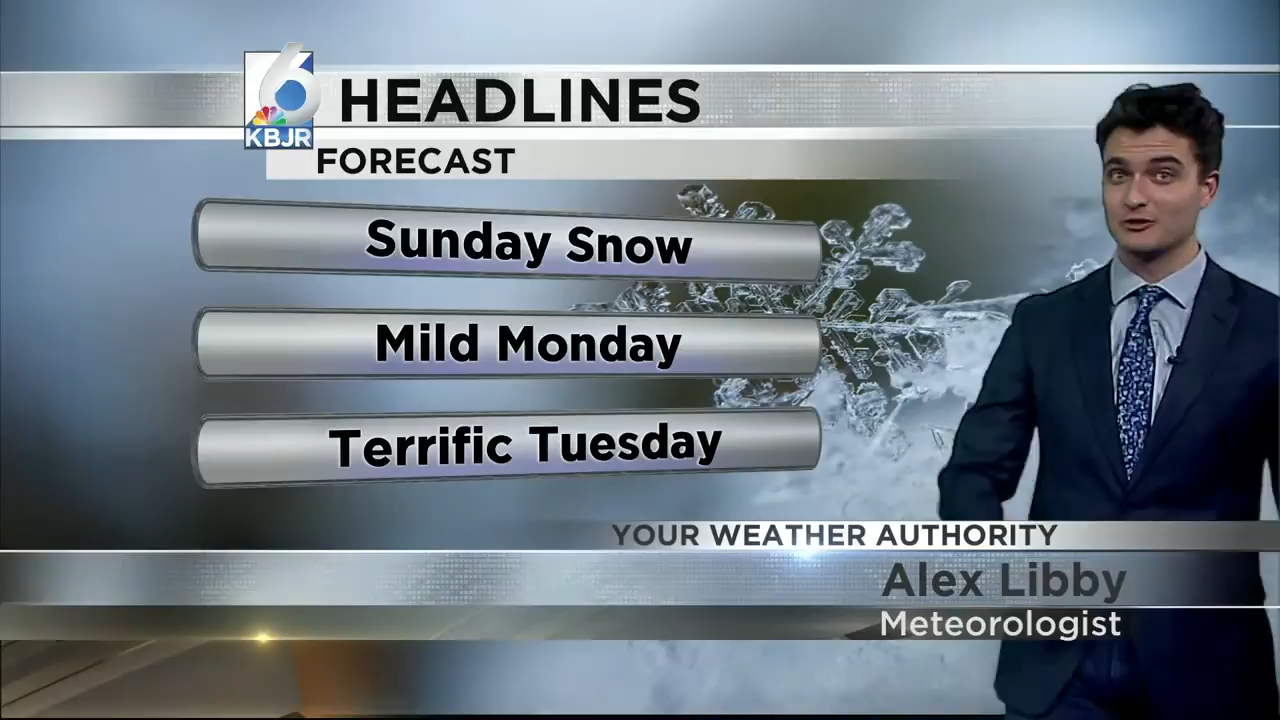 6
KBJR
HEADLINES
FORECAST
Sunday Snow
Mild Monday
Terrific Tuesday
YOUR WEATHER AUTHORITY
Alex Libby
Meteorologist